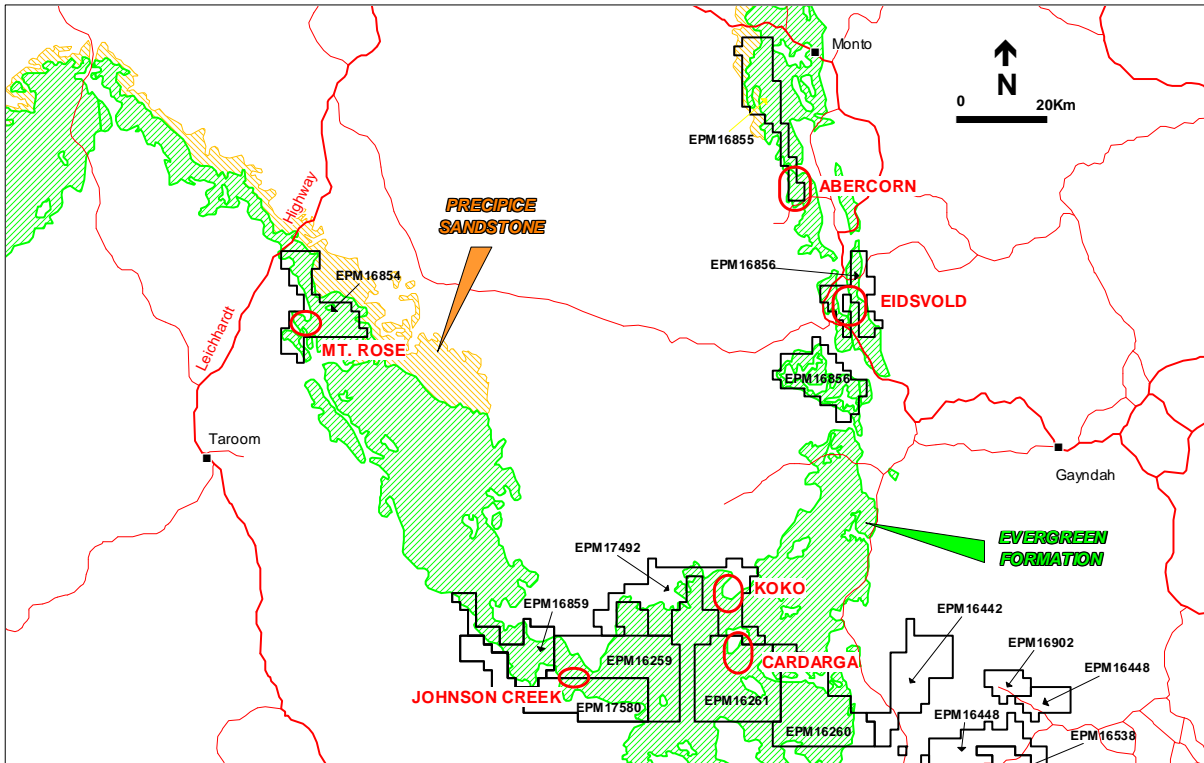 Monto
N
0 20Km
EPM16855
ABERCORN
Highway
PRECIPICE
SANDSTONE
EPM16856
EPM16854
EIDSVOLD
Leichhardt
MT. ROSE
EPM16856
Taroom
Gayndah
EVERGREEN
FORMATION
EPM17492
KOKO
EPM16859
EPM16442
EPM16902
EPM16259
CARDARGA
EPM16448
JOHNSON CREEK
EPM17580
EPM16261
EPM16448
EPM16260
EPM16538